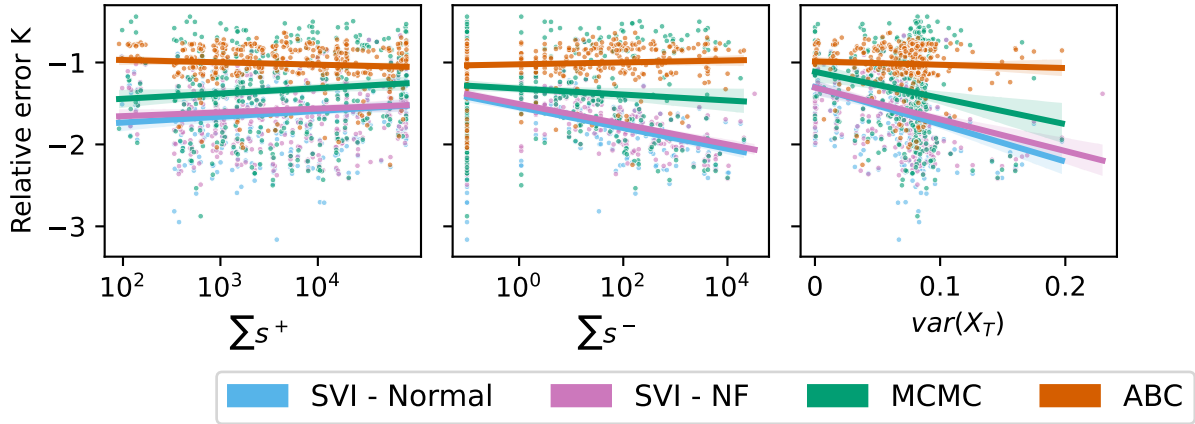 Relative error K
−1
−2
−3
10² 10³ 10⁴
10⁰ 10² 10⁴
0 0.1 0.2
∑s⁺
∑s⁻
var(X_T)
SVI - Normal SVI - NF MCMC ABC